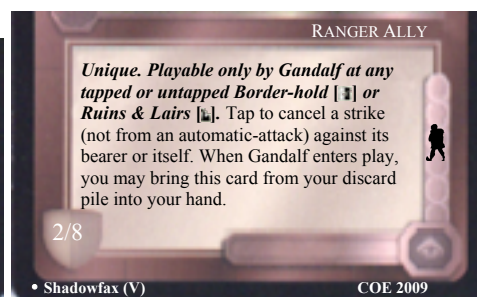 RANGER ALLY
Unique. Playable only by Gandalf at any
tapped or untapped Border-hold [] or
Ruins & Lairs []. Tap to cancel a strike
(not from an automatic-attack) against its
bearer or itself. When Gandalf enters play,
you may bring this card from your discard
pile into your hand.
2/8
• Shadowfax (V) COE 2009